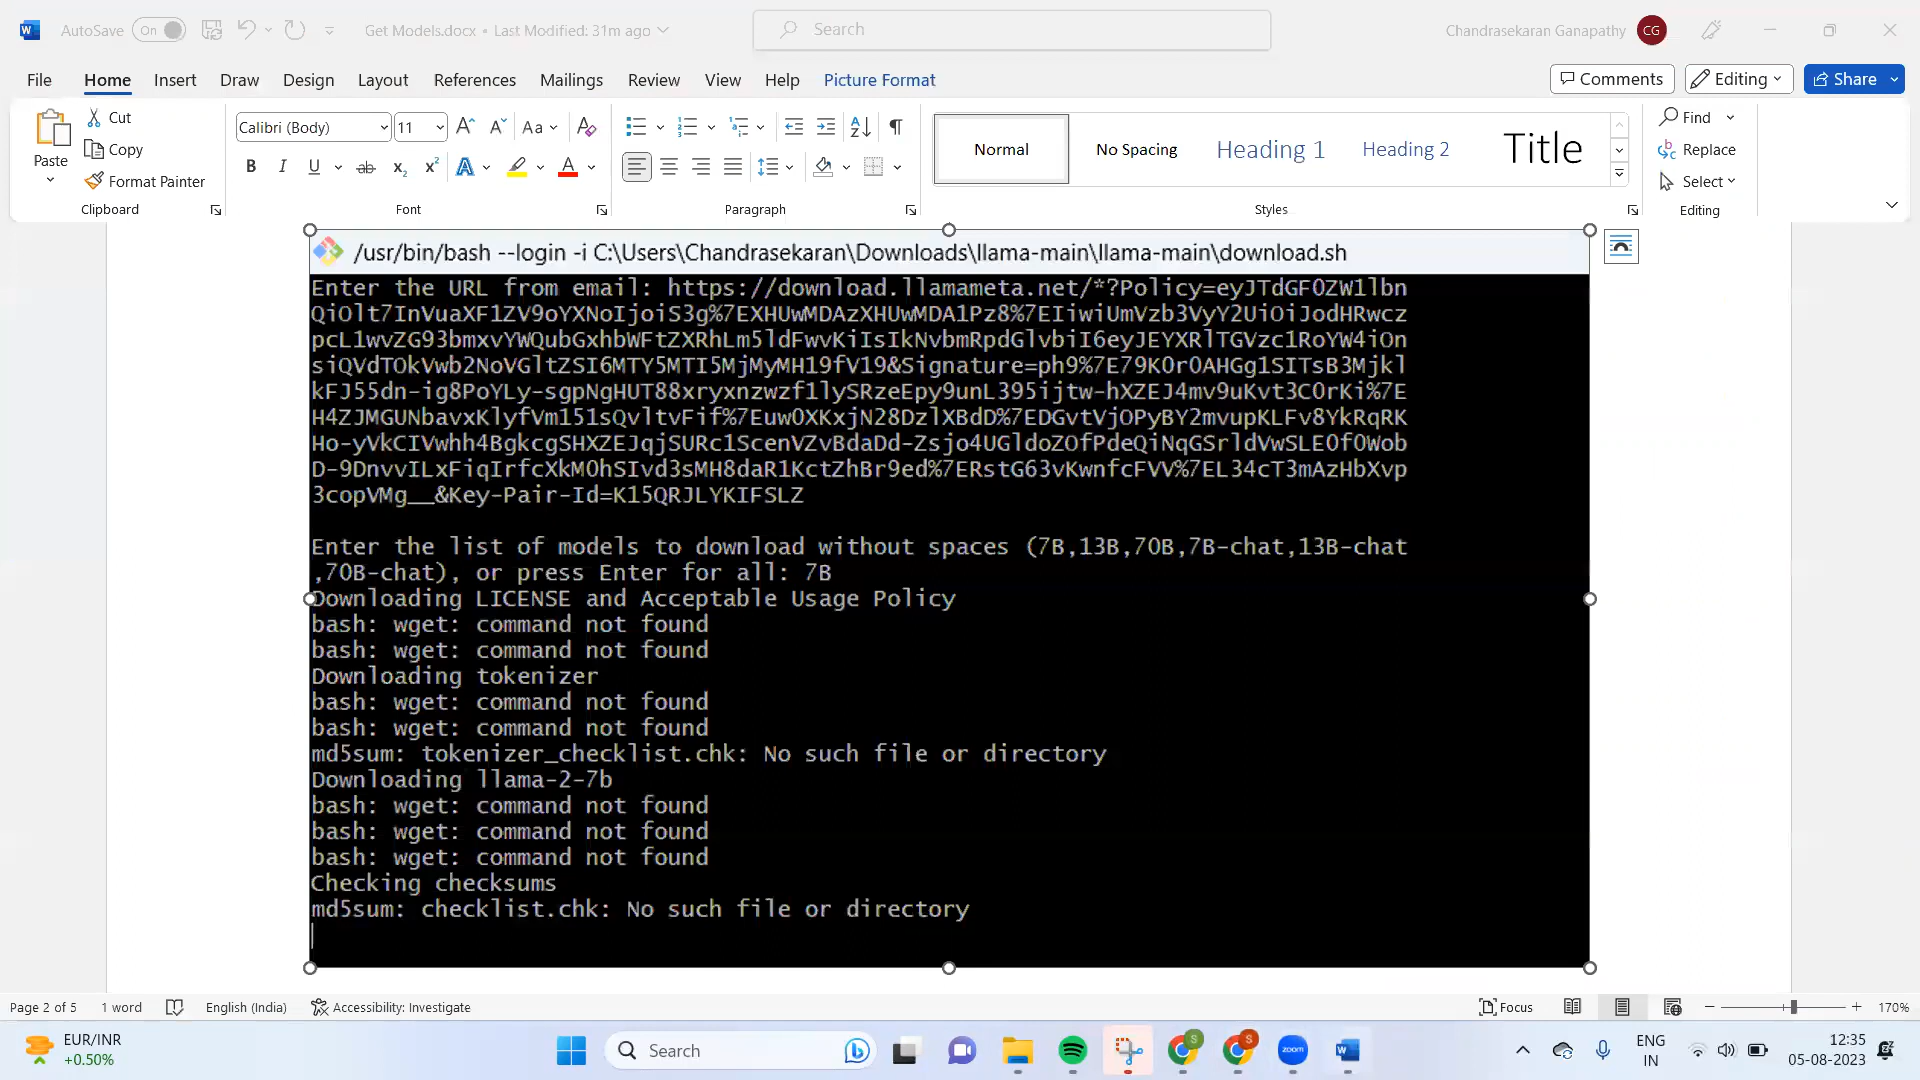 AutoSave On Get Models.docx • Last Modified: 31m ago Search Chandrasekaran Ganapathy CG
File Home Insert Draw Design Layout References Mailings Review View Help Picture Format Comments Editing Share
Paste Cut Copy Format Painter
Clipboard
Calibri (Body) 11 Aa
B I U ab x₂ x² A A
Font
Paragraph
Normal No Spacing Heading 1 Heading 2 Title
Styles
Find
Replace
Select
Editing
/usr/bin/bash --login -i C:\Users\Chandrasekaran\Downloads\llama-main\llama-main\download.sh
Enter the URL from email: https://download.llamameta.net/*?Policy=eyJTdGF0ZW1lbn
QiOlt7InVuaXF1ZV9oYXNoIjoiS3g%7EXHUwMDAzXHUwMDA1Pz8%7EIiwiUmVzb3VyY2UiOiJodHRwcz
pcL1wvZG93bmxvYWQubGxhbWFtZXRhLm5ldFwvKiIsIkNvbmRpdGlvbiI6eyJEYXRlTGVzc1RoYW4iOn
siQVdTOkVwb2NoVGltZSI6MTY5MTI5MjMyMH19fV19&Signature=ph9%7E79K0r0AHGg1SITsB3Mjkl
kFJ55dn-ig8PoYLy-sgpNgHUT88xryxnzwzf1lySRzeEpy9unL395ijtw-hXZEJ4mv9uKvt3C0rKi%7E
H4ZJMGUNbavxKlyfVm151sQvltvFif%7Euw0XKxjN28DzlXBdD%7EDGvtVjOPyBY2mvupKLFv8YkRqRK
Ho-yVkCIVwhh4BgkcgSHXZEJqjSURc1ScenVZvBdaDd-Zsjo4UGldoZOfPdeQiNqGSrldVwSLE0f0Wob
D-9DnvvILxFiqIrfcXkM0hSIvd3sMH8daR1KctZhBr9ed%7ERstG63vKwnfcFVV%7EL34cT3mAzHbXvp
3copVMg__&Key-Pair-Id=K15QRJLYKIFSLZ
Enter the list of models to download without spaces (7B,13B,70B,7B-chat,13B-chat
,70B-chat), or press Enter for all: 7B
Downloading LICENSE and Acceptable Usage Policy
bash: wget: command not found
bash: wget: command not found
Downloading tokenizer
bash: wget: command not found
bash: wget: command not found
md5sum: tokenizer_checklist.chk: No such file or directory
Downloading llama-2-7b
bash: wget: command not found
bash: wget: command not found
bash: wget: command not found
Checking checksums
md5sum: checklist.chk: No such file or directory
Page 2 of 5 1 word English (India) Accessibility: Investigate Focus 170%
EUR/INR
+0.50%
Search
zoom
ENG
IN
12:35
05-08-2023